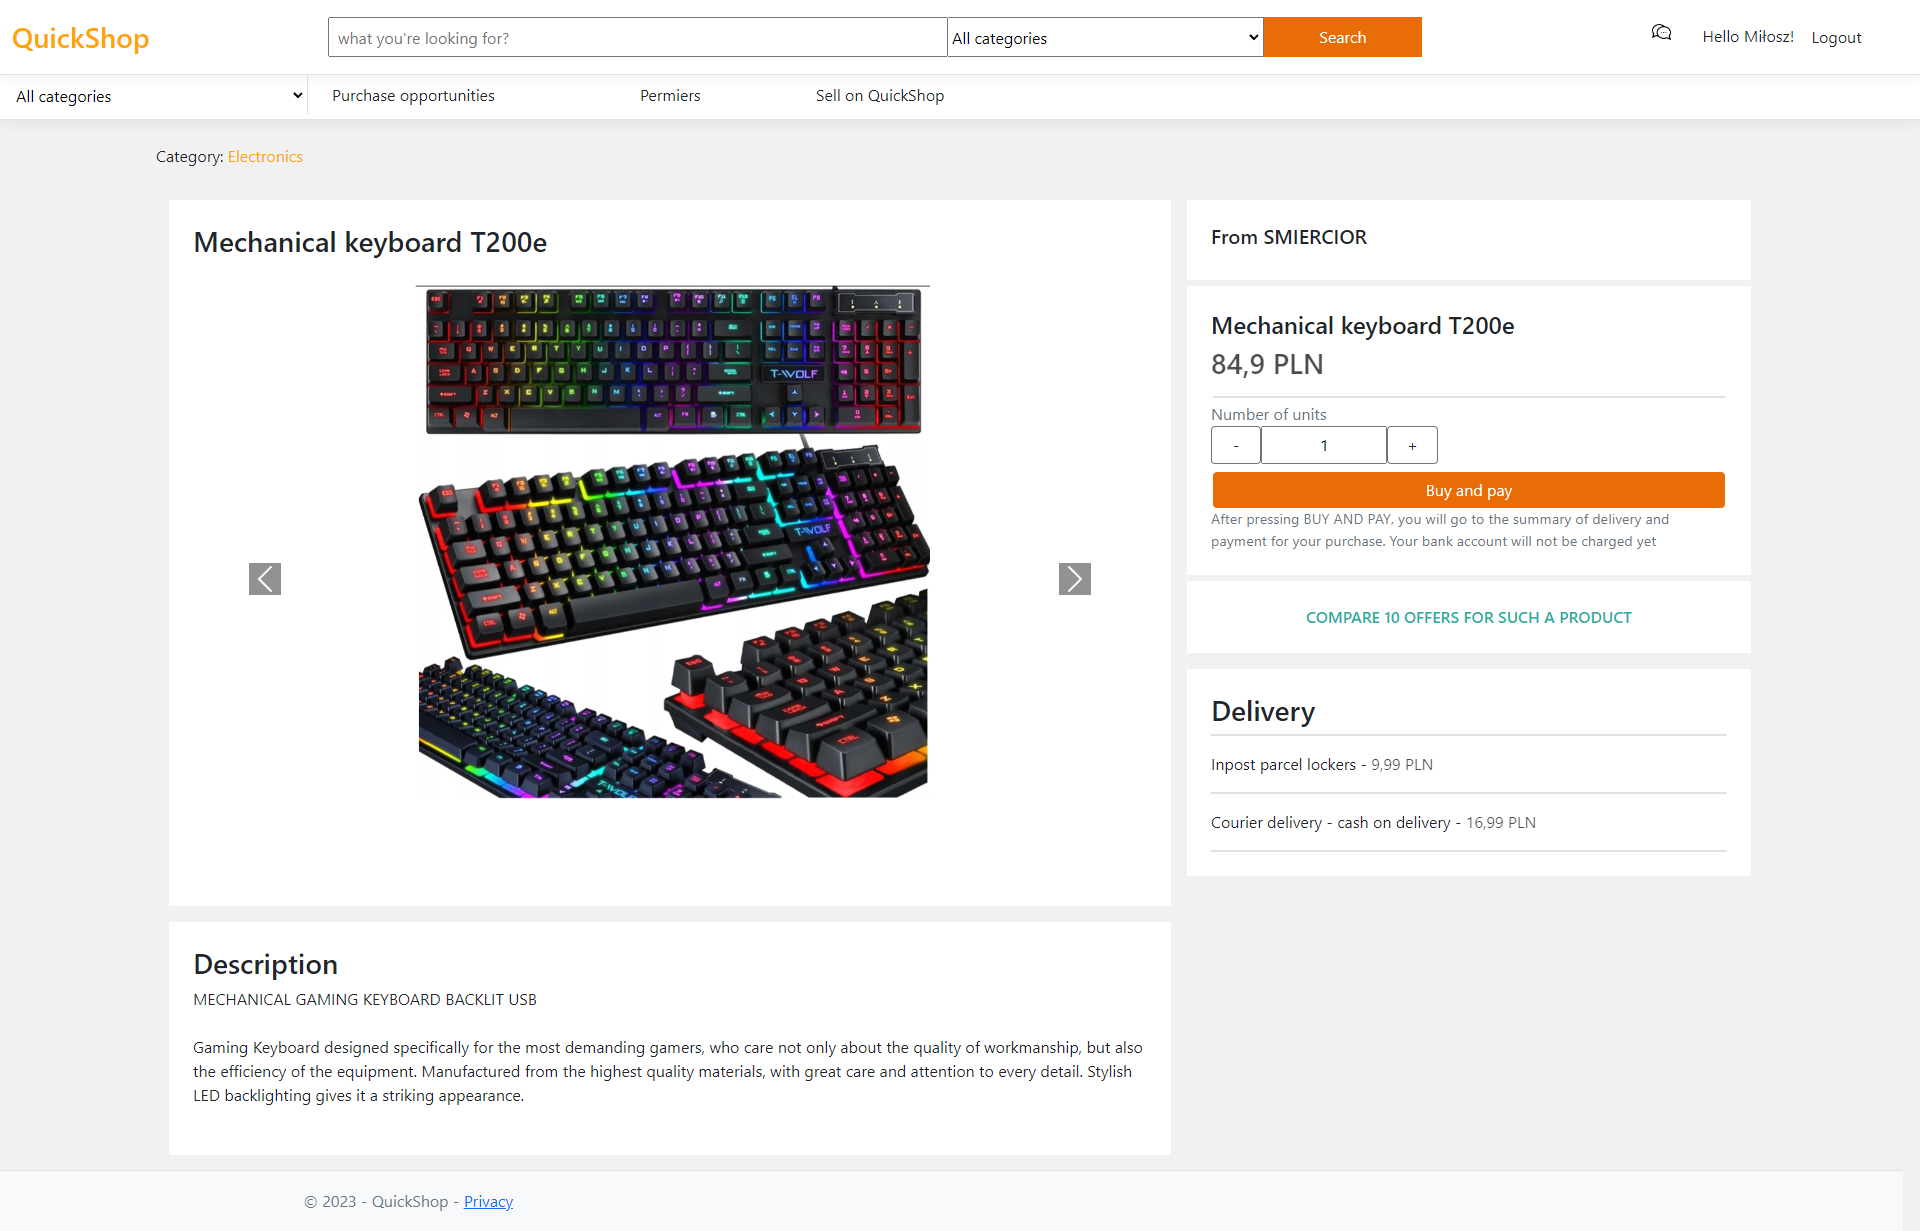 QuickShop
what you're looking for?
All categories
Search
Hello Miłosz!
Logout
All categories
Purchase opportunities
Permiers
Sell on QuickShop
Category: Electronics
Mechanical keyboard T200e
T-WOLF
T-WOLF
T-WOLF
From SMIERCIOR
Mechanical keyboard T200e
84,9 PLN
Number of units
-
1
+
Buy and pay
After pressing BUY AND PAY, you will go to the summary of delivery and
payment for your purchase. Your bank account will not be charged yet
COMPARE 10 OFFERS FOR SUCH A PRODUCT
Delivery
Inpost parcel lockers - 9,99 PLN
Courier delivery - cash on delivery - 16,99 PLN
Description
MECHANICAL GAMING KEYBOARD BACKLIT USB
Gaming Keyboard designed specifically for the most demanding gamers, who care not only about the quality of workmanship, but also
the efficiency of the equipment. Manufactured from the highest quality materials, with great care and attention to every detail. Stylish
LED backlighting gives it a striking appearance.
© 2023 - QuickShop - Privacy